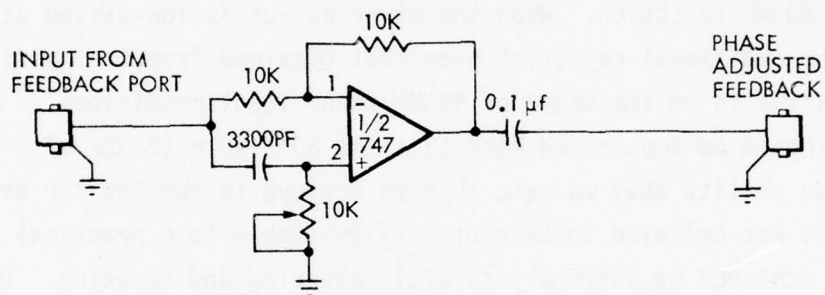 10K
INPUT FROM
FEEDBACK PORT
10K
1
PHASE
ADJUSTED
FEEDBACK
0.1 µf
1/2
747
3300PF
2
+
10K